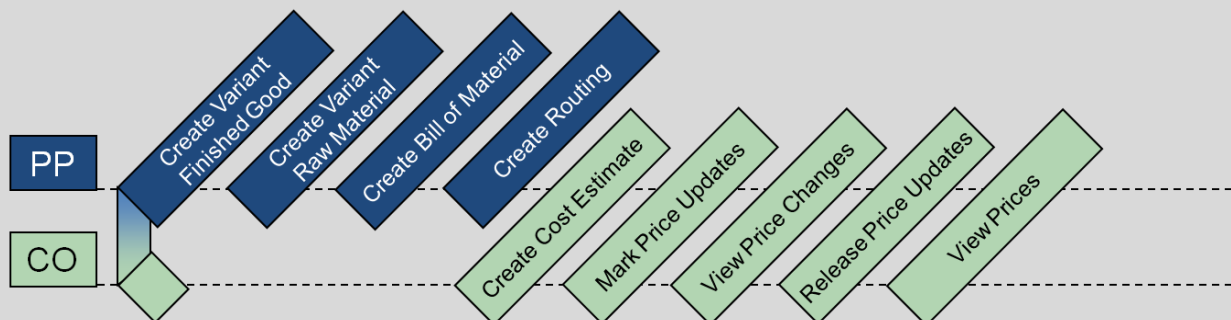 PP
Create Variant
Finished Good
Create Variant
Raw Material
Create Bill of Material
Create Routing
CO
Create Cost Estimate
Mark Price Updates
View Price Changes
Release Price Updates
View Prices